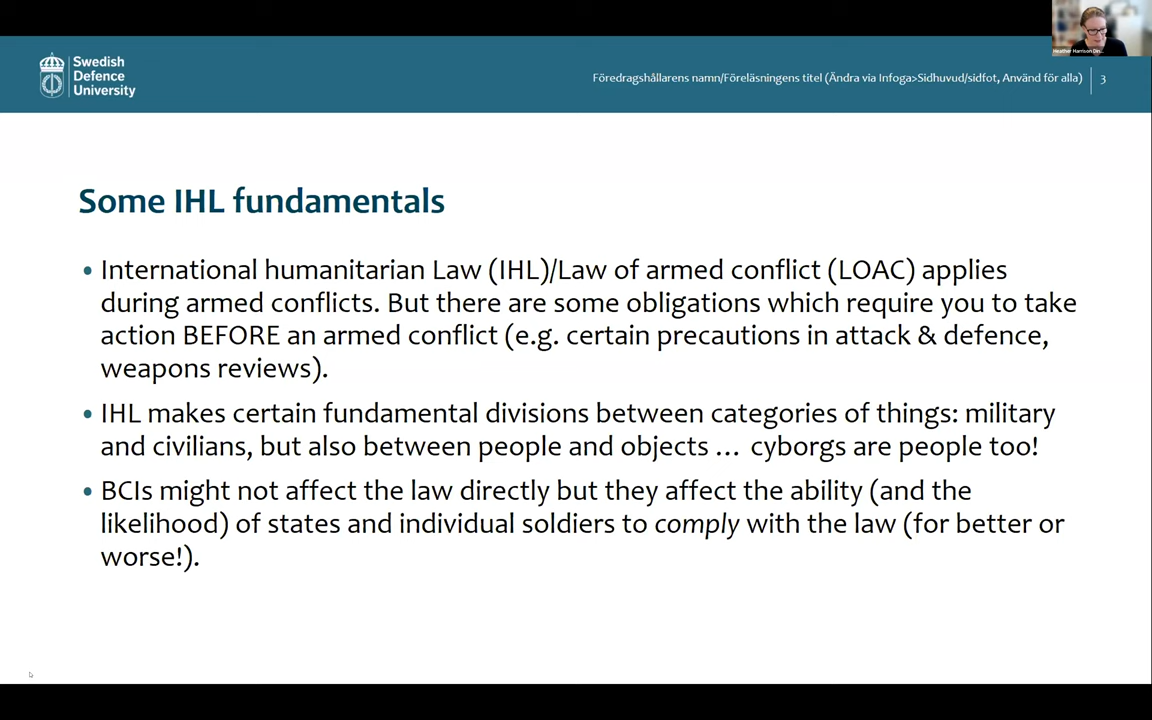 Heather Harrison Din...
Swedish
Defence
University
Föredragshållarens namn/Föreläsningens titel (Ändra via Infoga>Sidhuvud/sidfot, Använd för alla)
3
Some IHL fundamentals
• International humanitarian Law (IHL)/Law of armed conflict (LOAC) applies
during armed conflicts. But there are some obligations which require you to take
action BEFORE an armed conflict (e.g. certain precautions in attack & defence,
weapons reviews).
• IHL makes certain fundamental divisions between categories of things: military
and civilians, but also between people and objects ... cyborgs are people too!
• BCIs might not affect the law directly but they affect the ability (and the
likelihood) of states and individual soldiers to comply with the law (for better or
worse!).